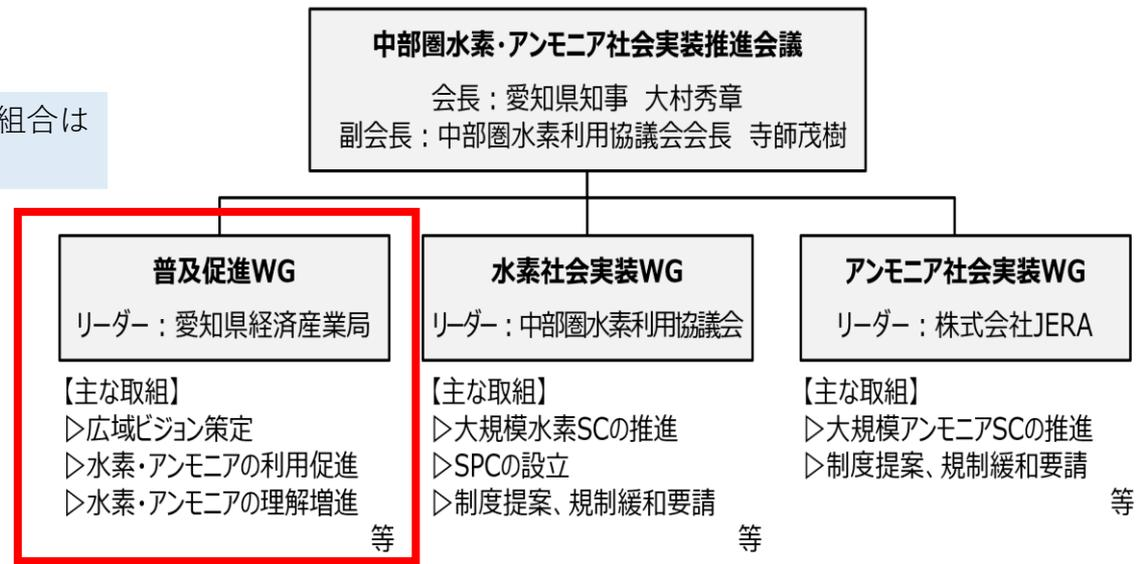 中部圏水素・アンモニア社会実装推進会議
会長：愛知県知事 大村秀章
副会長：中部圏水素利用協議会会長 寺師茂樹
組合は
普及促進WG
リーダー：愛知県経済産業局
【主な取組】
▷広域ビジョン策定
▷水素・アンモニアの利用促進
▷水素・アンモニアの理解増進
等
水素社会実装WG
リーダー：中部圏水素利用協議会
【主な取組】
▷大規模水素SCの推進
▷SPCの設立
▷制度提案、規制緩和要請
等
アンモニア社会実装WG
リーダー：株式会社JERA
【主な取組】
▷大規模アンモニアSCの推進
▷制度提案、規制緩和要請
等